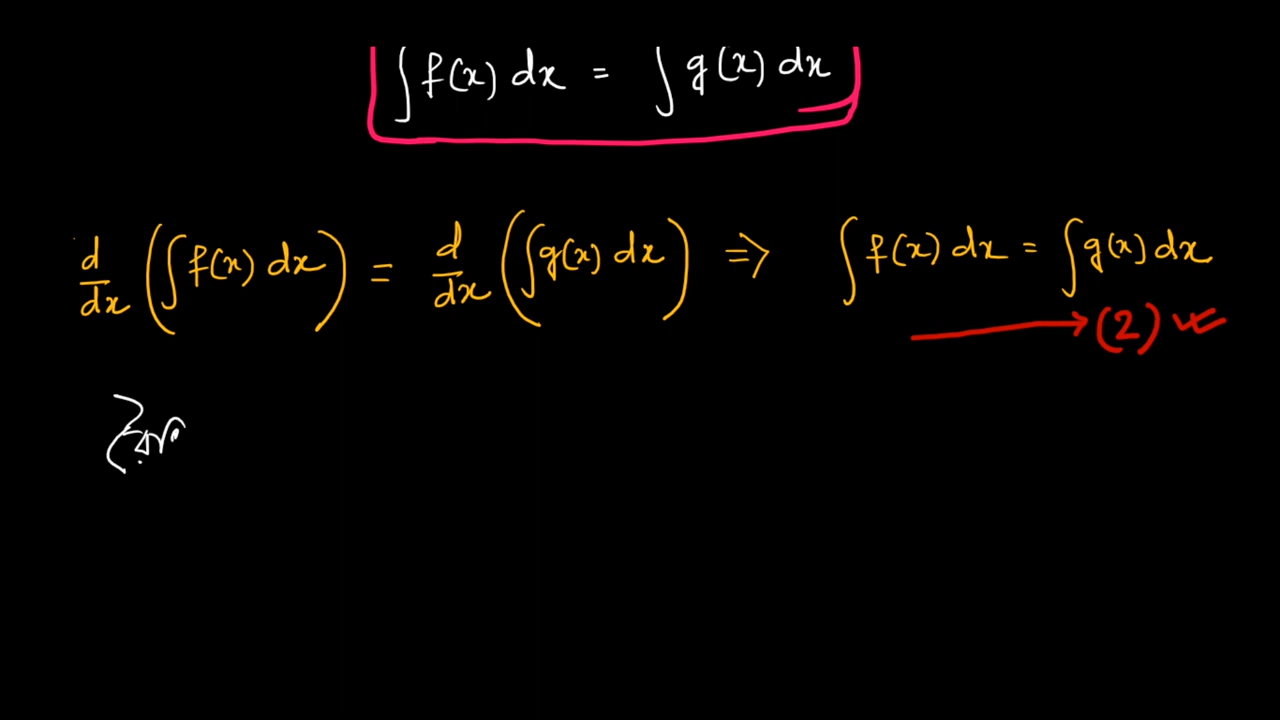 ∫ f(x) dx = ∫ g(x) dx
d/dx (∫ f(x) dx) = d/dx (∫ g(x) dx) ⇒ ∫ f(x) dx = ∫ g(x) dx
⟶ (2)